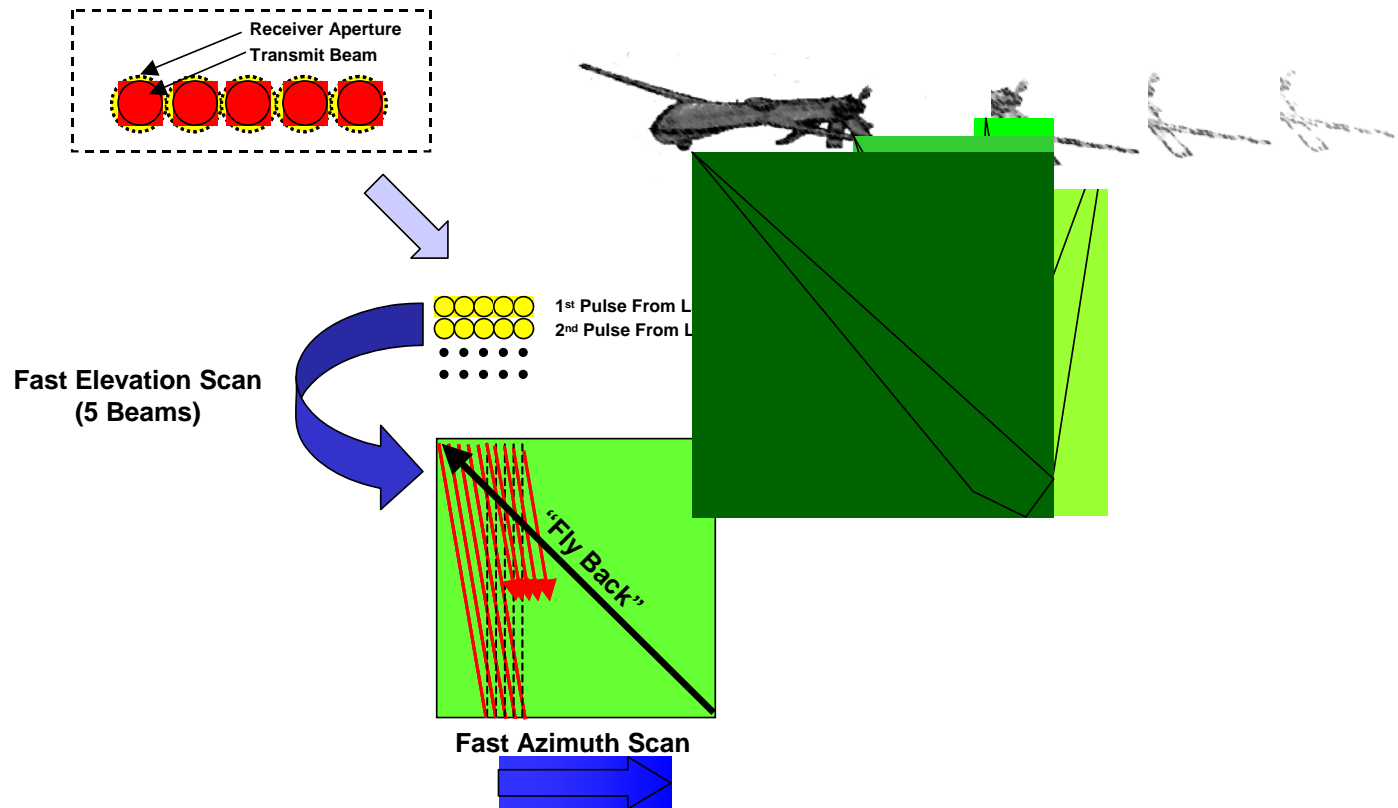 Receiver Aperture
Transmit Beam
1st Pulse From L
2nd Pulse From L
Fast Elevation Scan
(5 Beams)
“Fly Back”
Fast Azimuth Scan